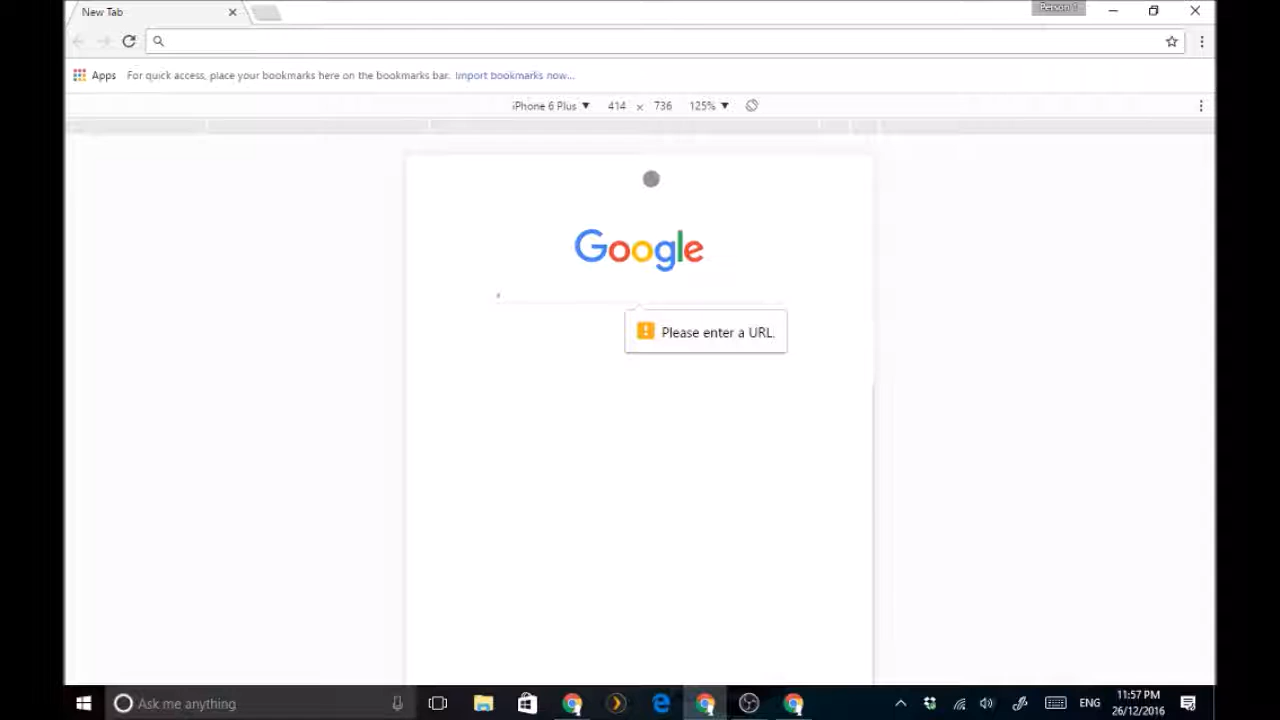 New Tab
Person 1
Apps For quick access, place your bookmarks here on the bookmarks bar. Import bookmarks now...
iPhone 6 Plus ▼ 414 × 736 125% ▼
Google
Please enter a URL.
Ask me anything
ENG
11:57 PM
26/12/2016